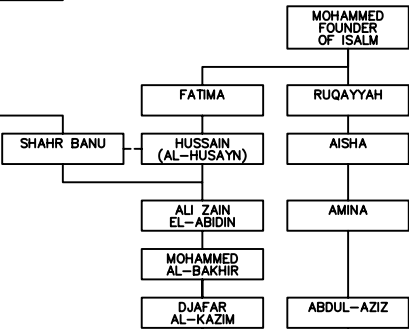 MOHAMMED
FOUNDER
OF ISALM
FATIMA
RUQAYYAH
SHAHR BANU
HUSSAIN
(AL-HUSAYN)
AISHA
ALI ZAIN
EL-ABIDIN
AMINA
MOHAMMED
AL-BAKHIR
DJAFAR
AL-KAZIM
ABDUL-AZIZ